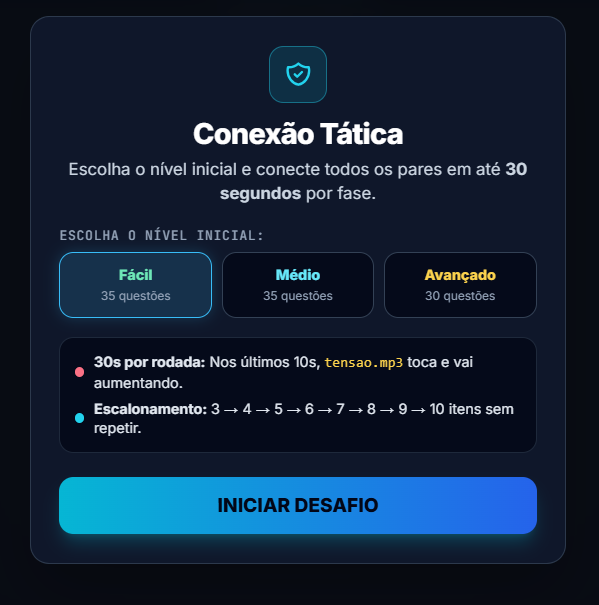 Conexão Tática
Escolha o nível inicial e conecte todos os pares em até 30
segundos por fase.
ESCOLHA O NÍVEL INICIAL:
Fácil
35 questões
Médio
35 questões
Avançado
30 questões
30s por rodada: Nos últimos 10s, tensao.mp3 toca e vai
aumentando.
Escalonamento: 3 → 4 → 5 → 6 → 7 → 8 → 9 → 10 itens sem
repetir.
INICIAR DESAFIO